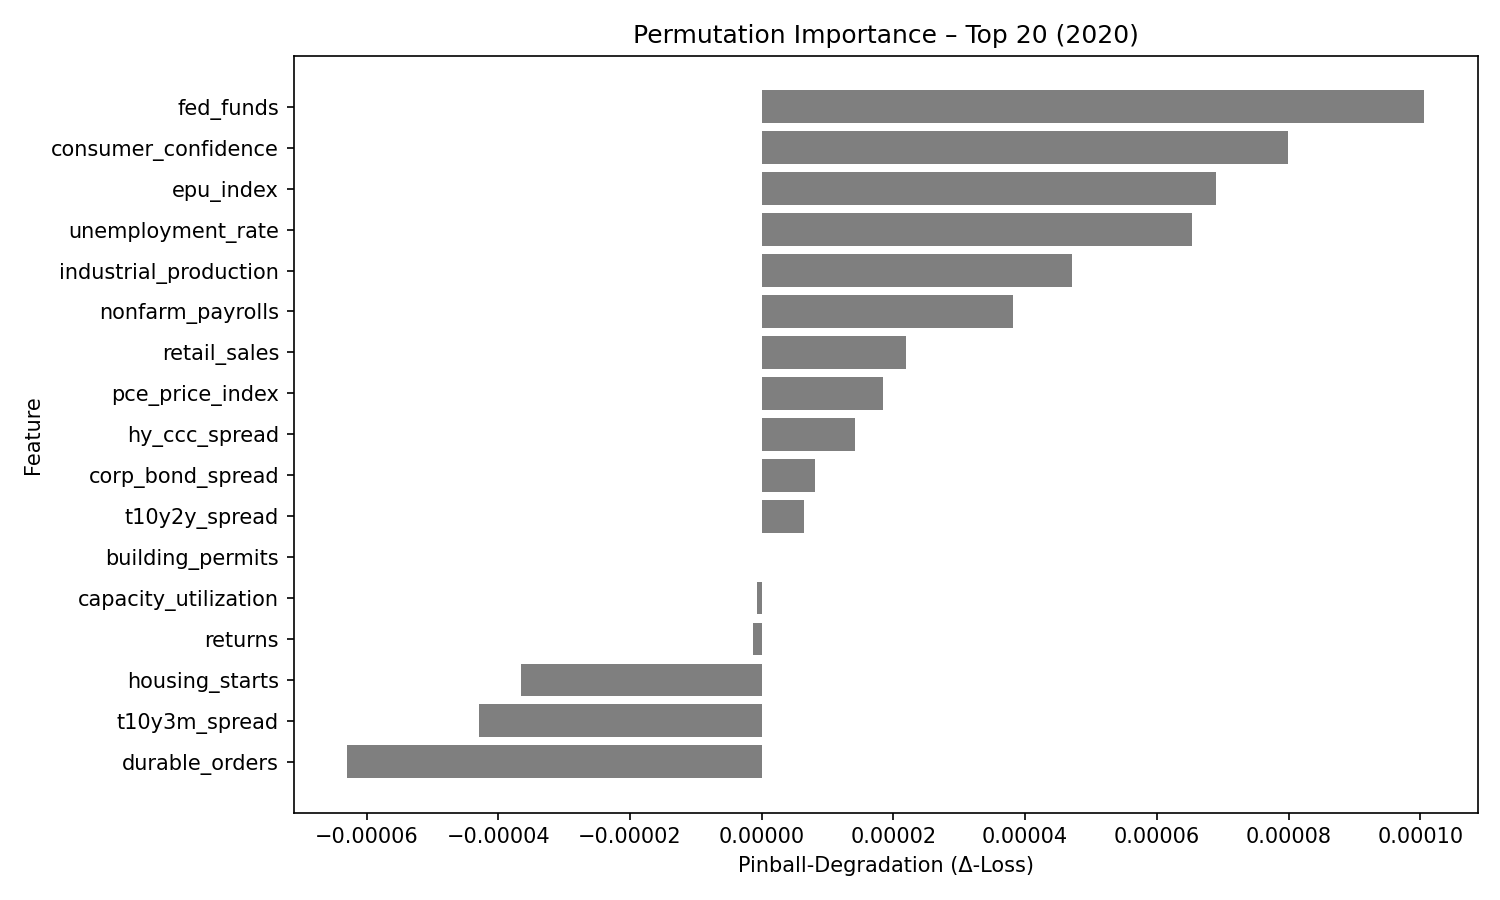 Permutation Importance – Top 20 (2020)
fed_funds
consumer_confidence
epu_index
unemployment_rate
industrial_production
nonfarm_payrolls
retail_sales
pce_price_index
hy_ccc_spread
corp_bond_spread
t10y2y_spread
building_permits
capacity_utilization
returns
housing_starts
t10y3m_spread
durable_orders
Feature
−0.00006 −0.00004 −0.00002 0.00000 0.00002 0.00004 0.00006 0.00008 0.00010
Pinball-Degradation (Δ-Loss)